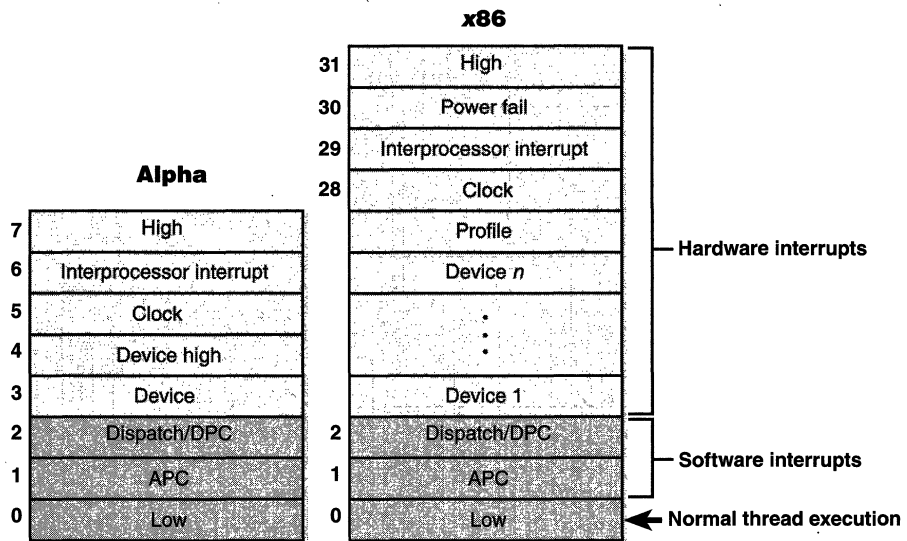 x86
31 High
30 Power fail
29 Interprocessor interrupt
28 Clock
Profile
Device n
Device 1
2 Dispatch/DPC
1 APC
0 Low
Alpha
7 High
6 Interprocessor interrupt
5 Clock
4 Device high
3 Device
2 Dispatch/DPC
1 APC
0 Low
Hardware interrupts
Software interrupts
Normal thread execution